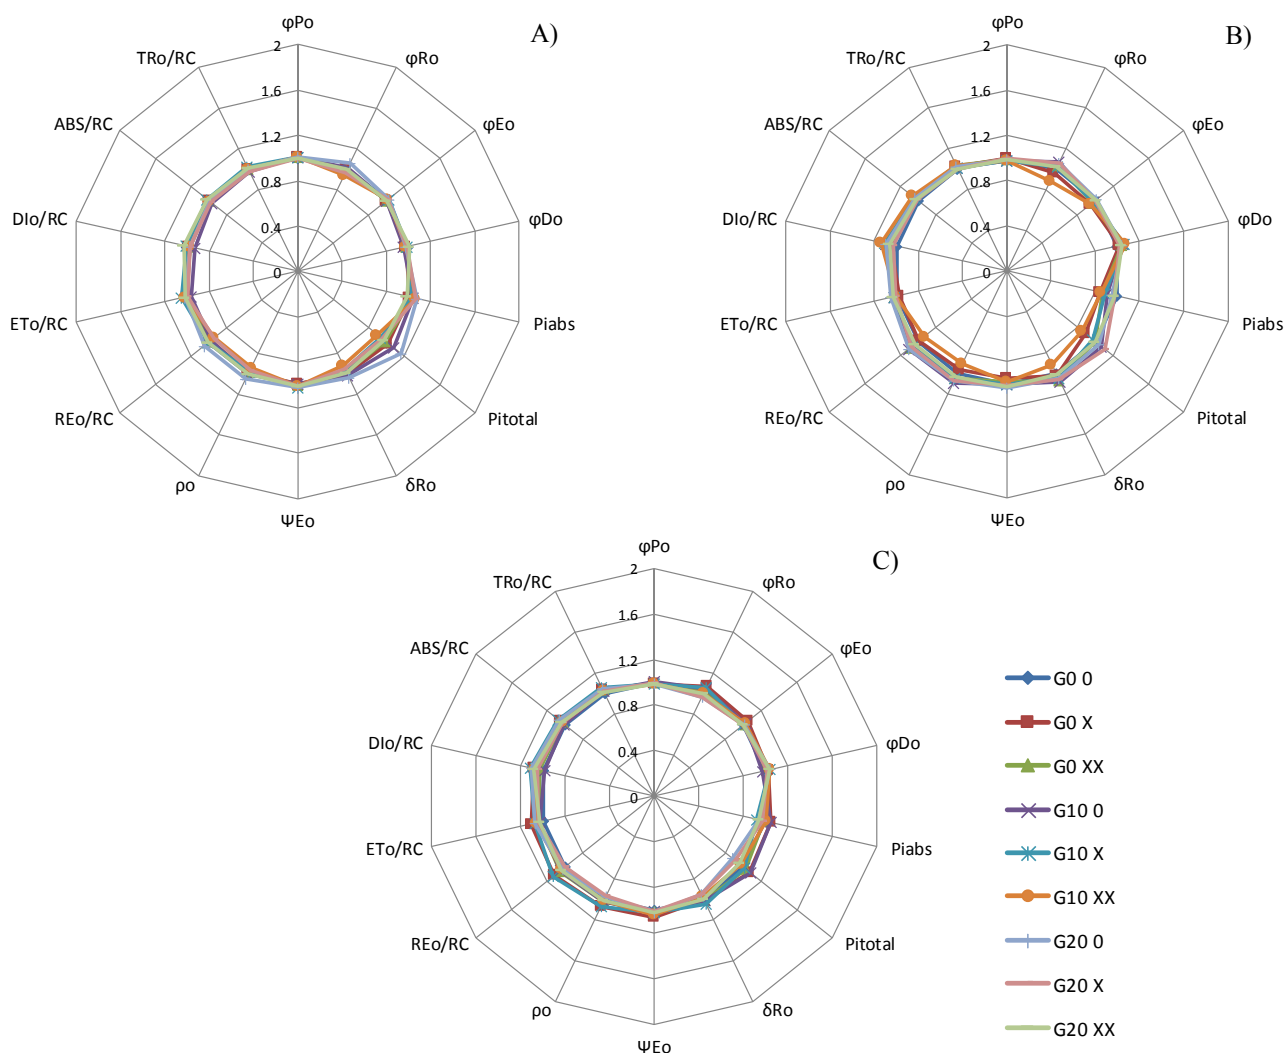 A)
φPo
φRo
φEo
φDo
Piabs
Pitotal
δRo
ΨEo
ρo
REo/RC
ETo/RC
DIo/RC
ABS/RC
TRo/RC
2
1.6
1.2
0.8
0.4
0
B)
φPo
φRo
φEo
φDo
Piabs
Pitotal
δRo
ΨEo
ρo
REo/RC
ETo/RC
DIo/RC
ABS/RC
TRo/RC
2
1.6
1.2
0.8
0.4
0
C)
φPo
φRo
φEo
φDo
Piabs
Pitotal
δRo
ΨEo
ρo
REo/RC
ETo/RC
DIo/RC
ABS/RC
TRo/RC
2
1.6
1.2
0.8
0.4
0
G0 0
G0 X
G0 XX
G10 0
G10 X
G10 XX
G20 0
G20 X
G20 XX